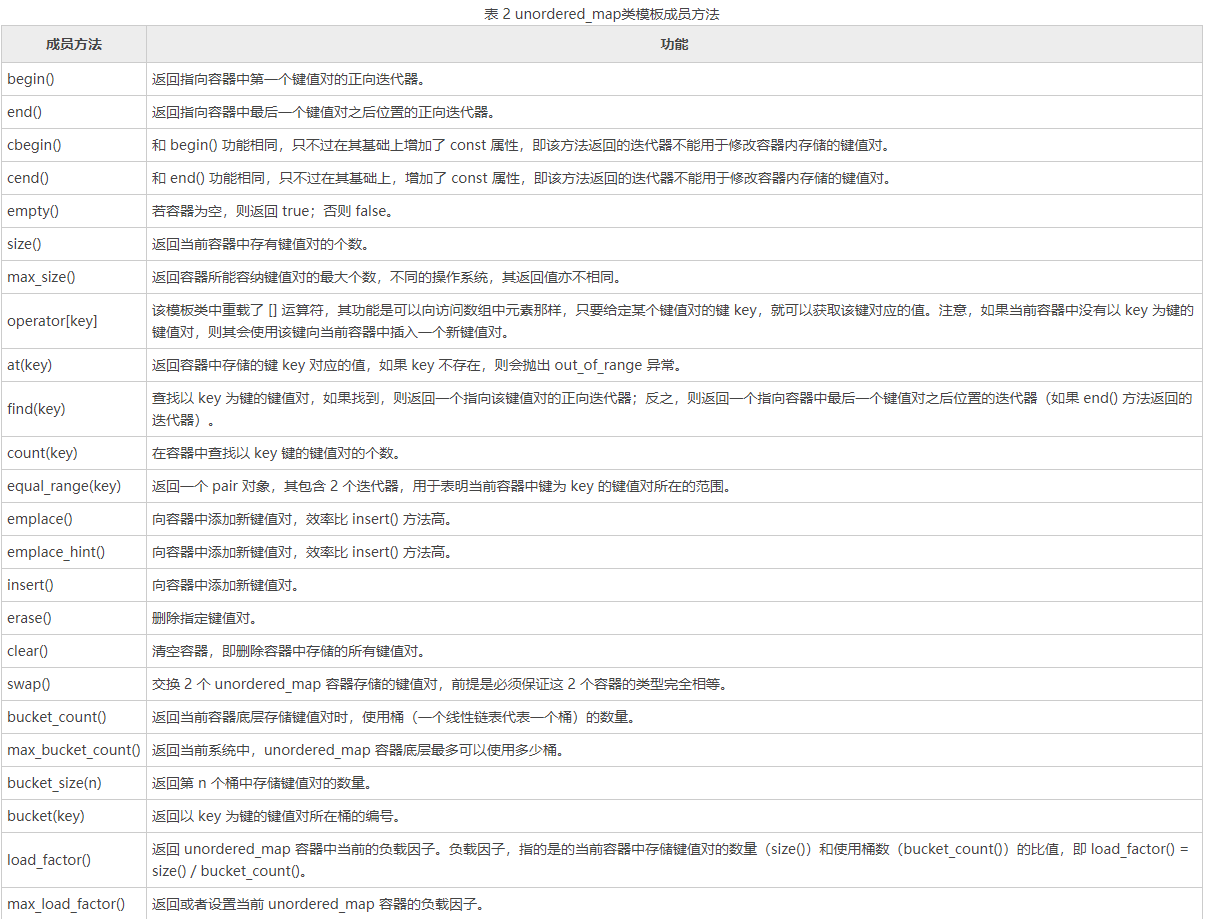 表 2 unordered_map类模板成员方法
成员方法 功能
begin() 返回指向容器中第一个键值对的正向迭代器。
end() 返回指向容器中最后一个键值对之后位置的正向迭代器。
cbegin() 和 begin() 功能相同，只不过在其基础上增加了 const 属性，即该方法返回的迭代器不能用于修改容器内存储的键值对。
cend() 和 end() 功能相同，只不过在其基础上，增加了 const 属性，即该方法返回的迭代器不能用于修改容器内存储的键值对。
empty() 若容器为空，则返回 true；否则 false。
size() 返回当前容器中存有键值对的个数。
max_size() 返回容器所能容纳键值对的最大个数，不同的操作系统，其返回值亦不相同。
operator[key] 该模板类中重载了 [] 运算符，其功能是可以向访问数组中元素那样，只要给定某个键值对的键 key，就可以获取该键对应的值。注意，如果当前容器中没有以 key 为键的
键值对，则其会使用该键向当前容器中插入一个新键值对。
at(key) 返回容器中存储的键 key 对应的值，如果 key 不存在，则会抛出 out_of_range 异常。
find(key) 查找以 key 为键的键值对，如果找到，则返回一个指向该键值对的正向迭代器；反之，则返回一个指向容器中最后一个键值对之后位置的迭代器（如果 end() 方法返回的
迭代器）。
count(key) 在容器中查找以 key 键的键值对的个数。
equal_range(key) 返回一个 pair 对象，其包含 2 个迭代器，用于表明当前容器中键为 key 的键值对所在的范围。
emplace() 向容器中添加新键值对，效率比 insert() 方法高。
emplace_hint() 向容器中添加新键值对，效率比 insert() 方法高。
insert() 向容器中添加新键值对。
erase() 删除指定键值对。
clear() 清空容器，即删除容器中存储的所有键值对。
swap() 交换 2 个 unordered_map 容器存储的键值对，前提是必须保证这 2 个容器的类型完全相等。
bucket_count() 返回当前容器底层存储键值对时，使用桶（一个线性链表代表一个桶）的数量。
max_bucket_count() 返回当前系统中，unordered_map 容器底层最多可以使用多少桶。
bucket_size(n) 返回第 n 个桶中存储键值对的数量。
bucket(key) 返回以 key 为键的键值对所在桶的编号。
load_factor() 返回 unordered_map 容器中当前的负载因子。负载因子，指的是的当前容器中存储键值对的数量（size()）和使用桶数（bucket_count()）的比值，即 load_factor() =
size() / bucket_count()。
max_load_factor() 返回或者设置当前 unordered_map 容器的负载因子。